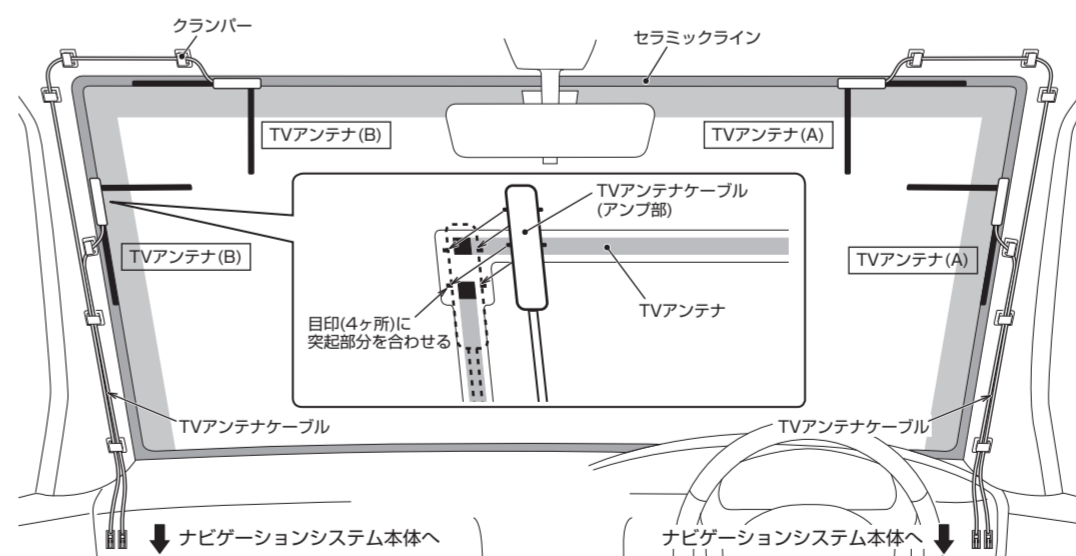 クランパー
セラミックライン
TVアンテナ(B)
TVアンテナ(A)
TVアンテナケーブル
(アンプ部)
TVアンテナ(B)
TVアンテナ(A)
TVアンテナ
目印(4ヶ所)に
突起部分を合わせる
TVアンテナケーブル
TVアンテナケーブル
ナビゲーションシステム本体へ
ナビゲーションシステム本体へ